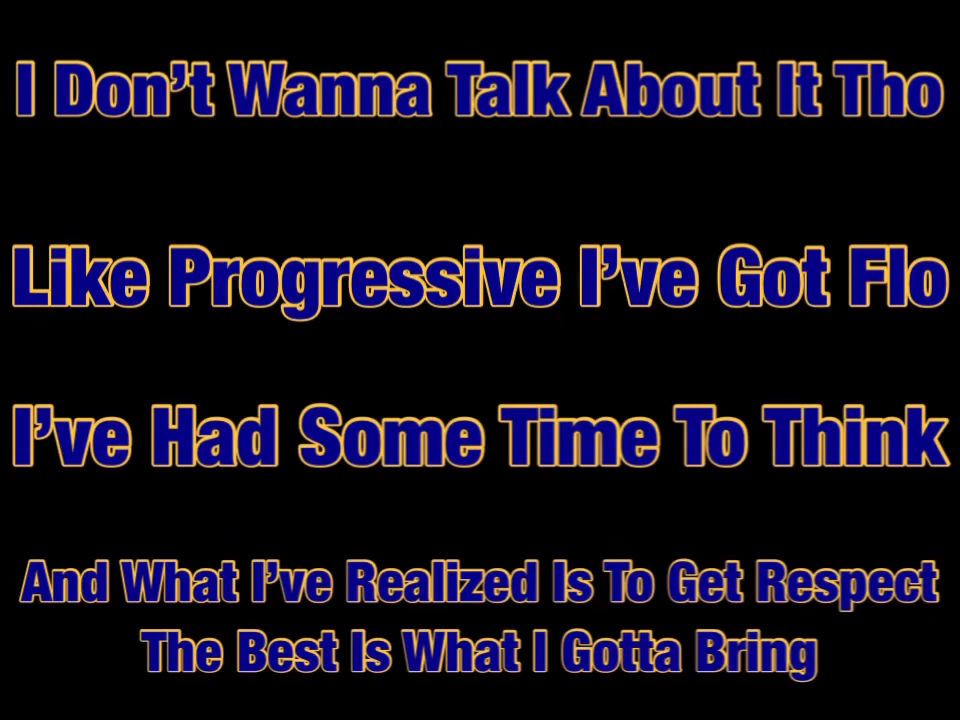 I Don’t Wanna Talk About It Tho
Like Progressive I’ve Got Flo
I’ve Had Some Time To Think
And What I’ve Realized Is To Get Respect
The Best Is What I Gotta Bring